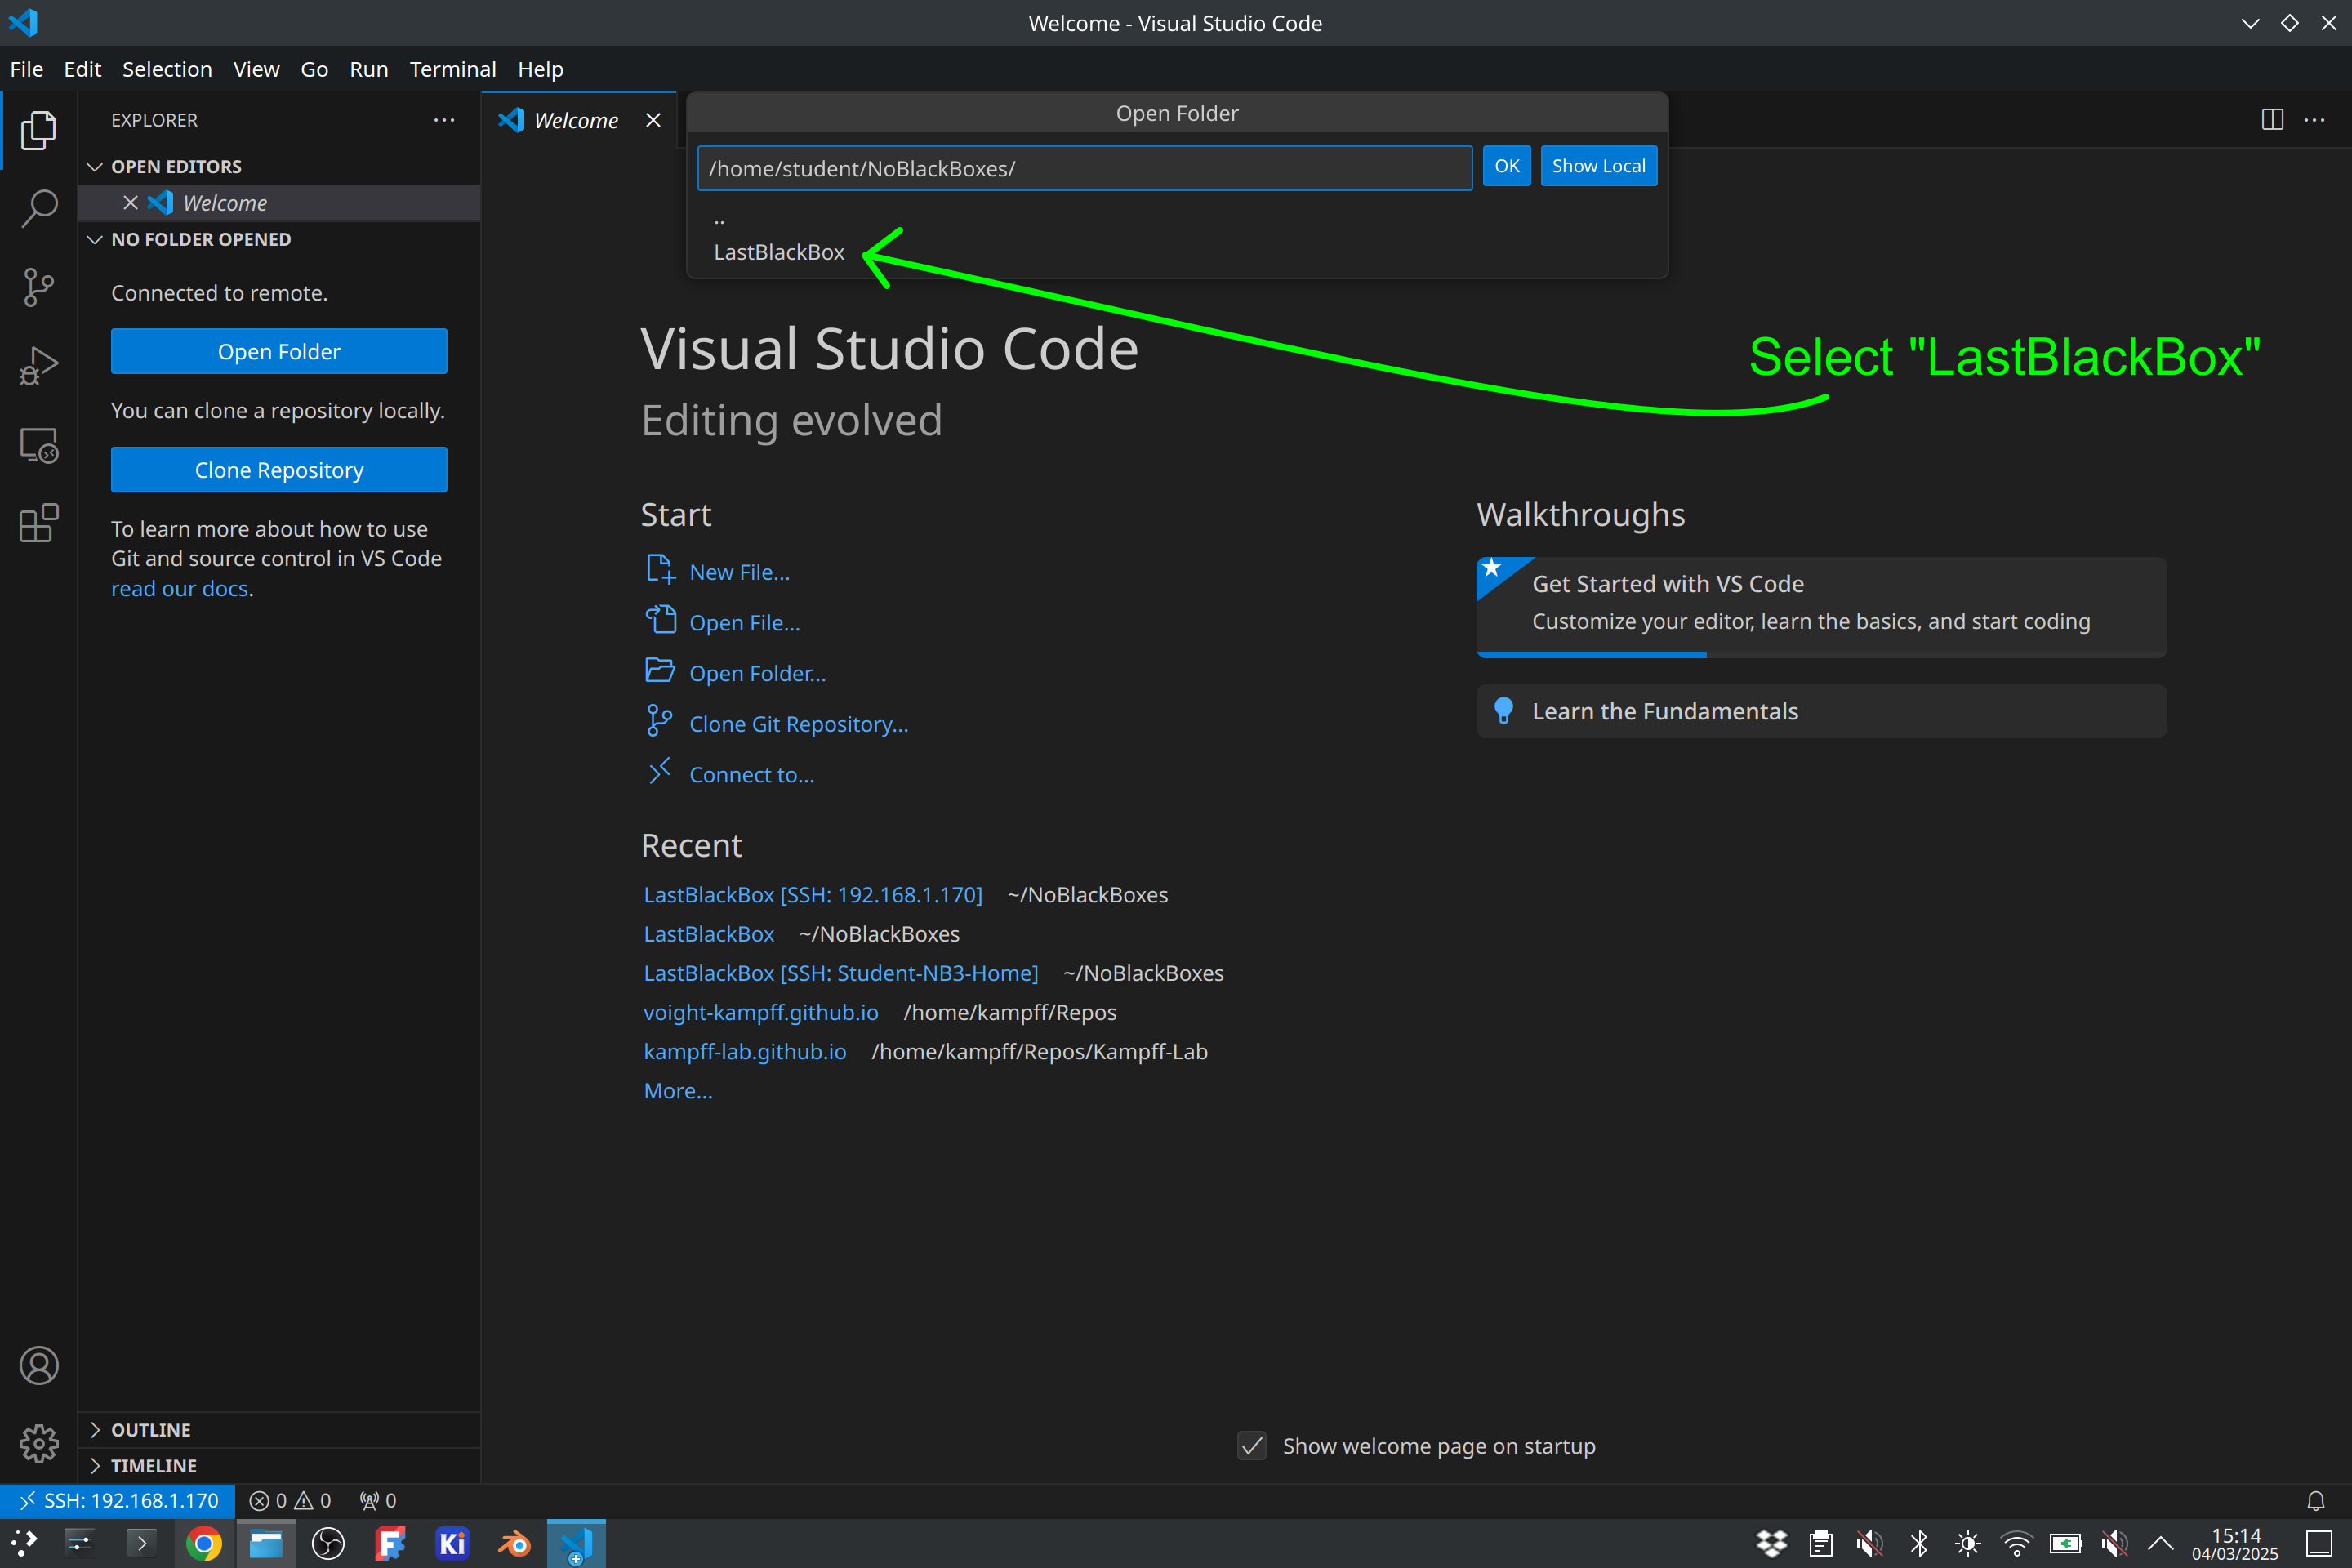 Welcome - Visual Studio Code
File Edit Selection View Go Run Terminal Help
EXPLORER
OPEN EDITORS
Welcome
NO FOLDER OPENED
Connected to remote.
Open Folder
You can clone a repository locally.
Clone Repository
To learn more about how to use
Git and source control in VS Code
read our docs.
OUTLINE
TIMELINE
Welcome
Open Folder
/home/student/NoBlackBoxes/
OK
Show Local
..
LastBlackBox
Select "LastBlackBox"
Visual Studio Code
Editing evolved
Start
New File...
Open File...
Open Folder...
Clone Git Repository...
Connect to...
Recent
LastBlackBox [SSH: 192.168.1.170] ~/NoBlackBoxes
LastBlackBox ~/NoBlackBoxes
LastBlackBox [SSH: Student-NB3-Home] ~/NoBlackBoxes
voight-kampff.github.io /home/kampff/Repos
kampff-lab.github.io /home/kampff/Repos/Kampff-Lab
More...
Walkthroughs
Get Started with VS Code
Customize your editor, learn the basics, and start coding
Learn the Fundamentals
Show welcome page on startup
SSH: 192.168.1.170 0 0 0
Ki
15:14
04/03/2025